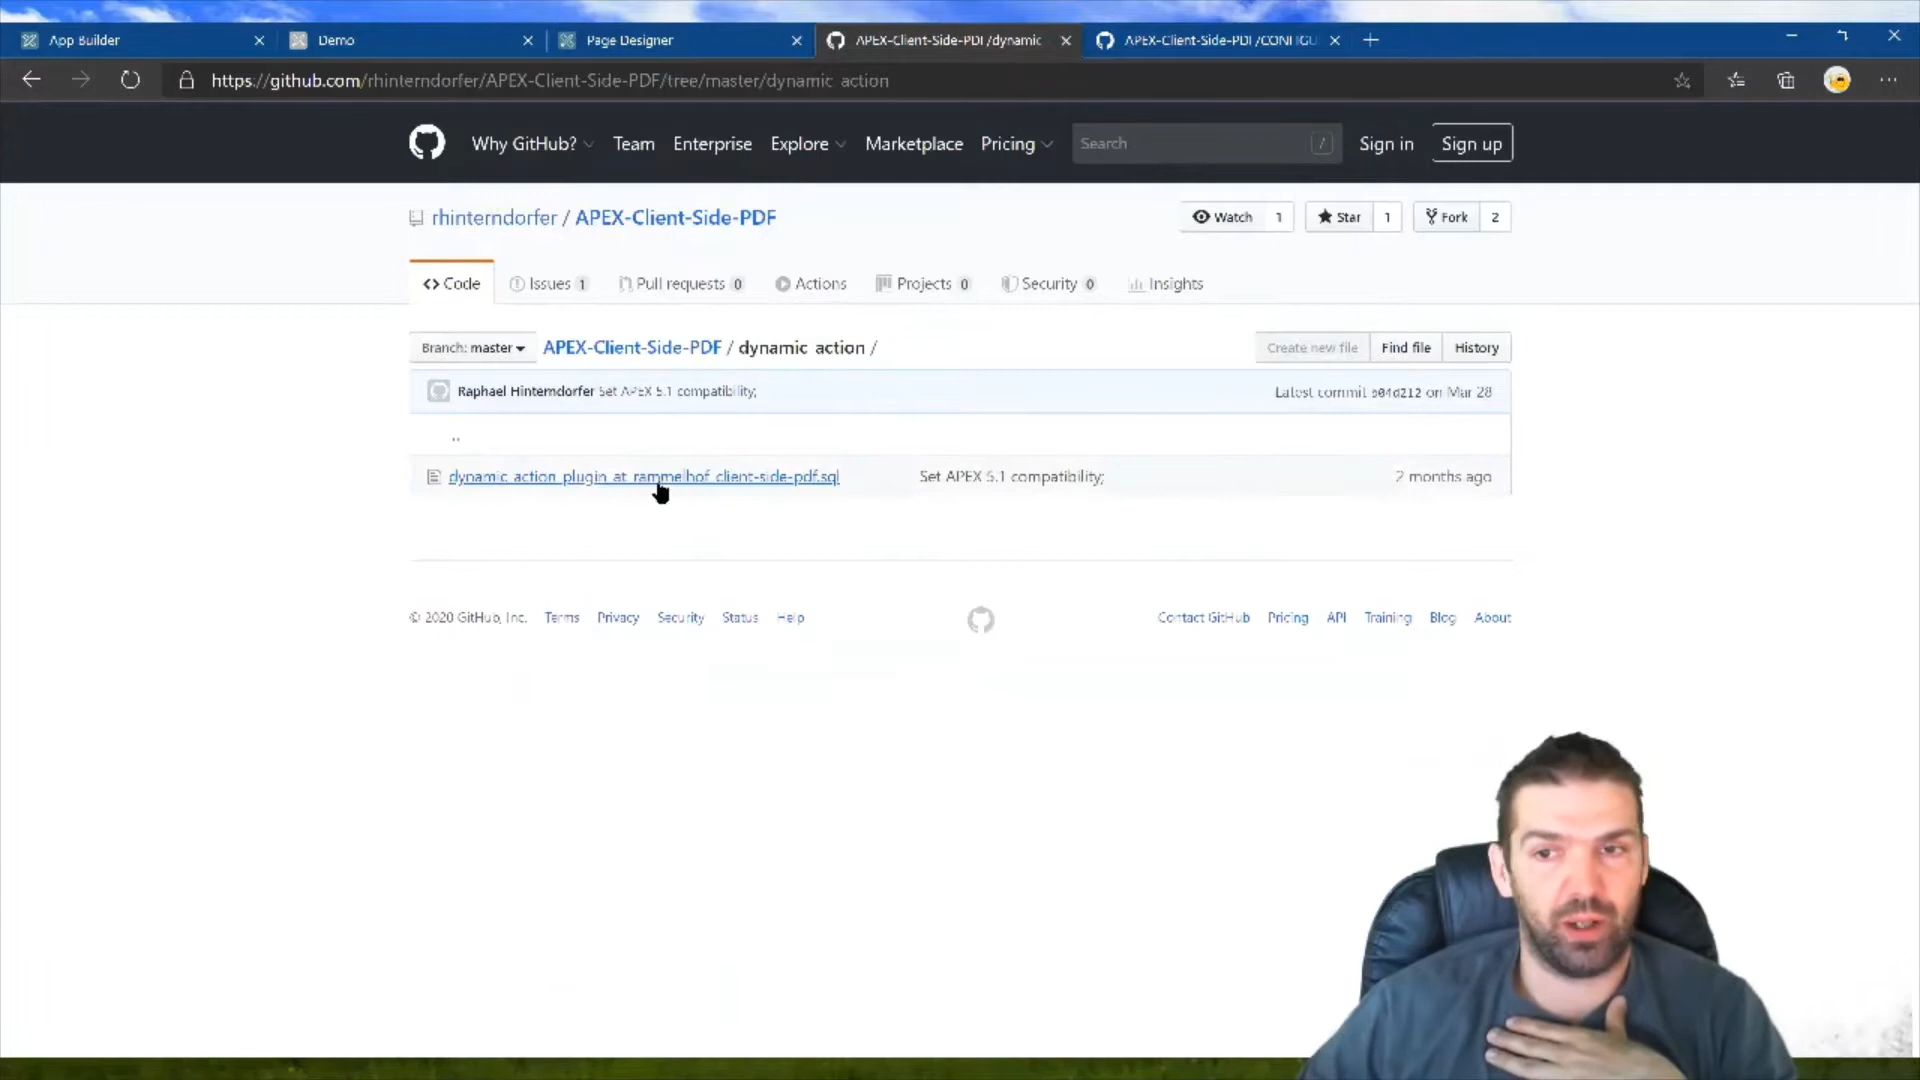 App Builder
Demo
Page Designer
APEX-Client-Side-PDF/dynamic
APEX-Client-Side-PDF/CONFIGU
https://github.com/rhinterndorfer/APEX-Client-Side-PDF/tree/master/dynamic action
Why GitHub? Team Enterprise Explore Marketplace Pricing Search / Sign in Sign up
rhinterndorfer / APEX-Client-Side-PDF
Watch 1 Star 1 Fork 2
Code Issues 1 Pull requests 0 Actions Projects 0 Security 0 Insights
Branch: master APEX-Client-Side-PDF / dynamic action / Create new file Find file History
Raphael Hinterndorfer Set APEX 5.1 compatibility; Latest commit on Mar 28
..
dynamic action plugin at rammelhof client-side-pdf.sql Set APEX 5.1 compatibility; 2 months ago
© 2020 GitHub, Inc. Terms Privacy Security Status Help Contact GitHub Pricing API Training Blog About